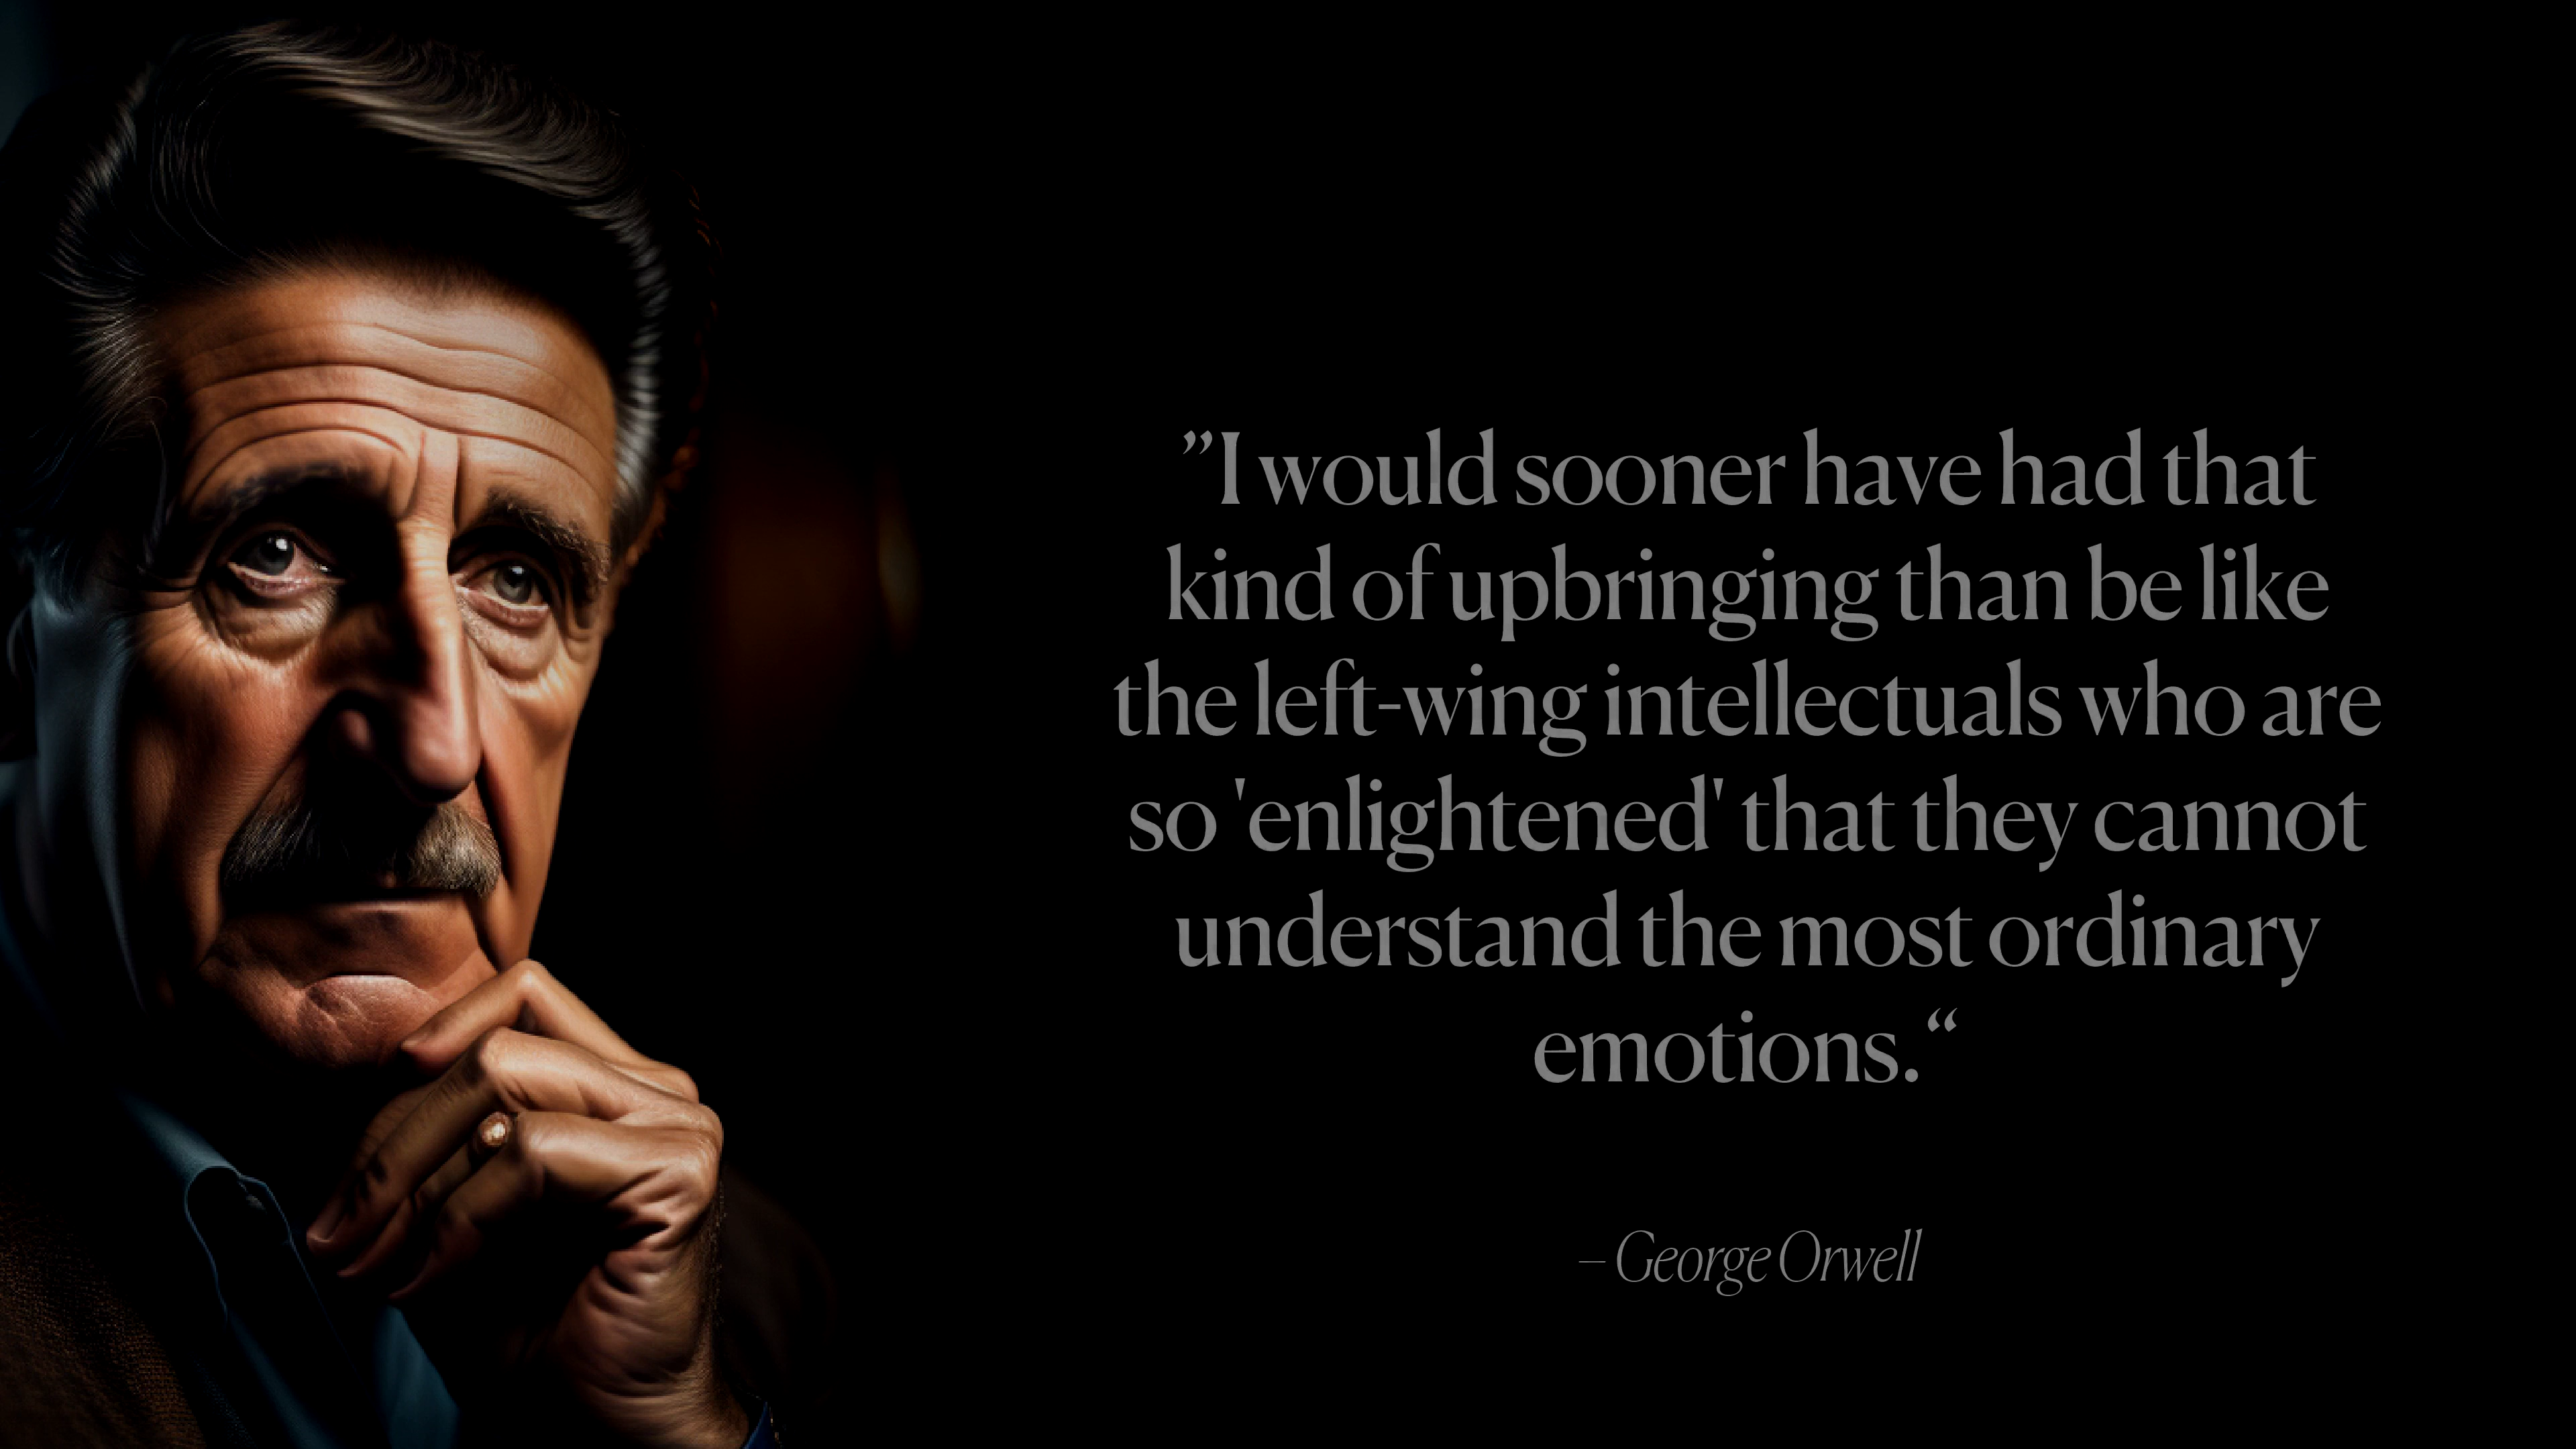 ”I would sooner have had that
kind of upbringing than be like
the left-wing intellectuals who are
so 'enlightened' that they cannot
understand the most ordinary
emotions.“
– George Orwell